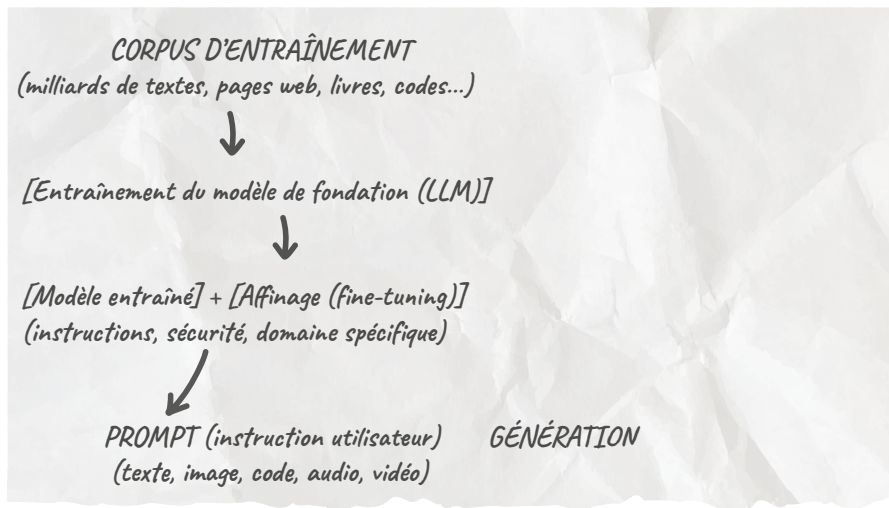 CORPUS D'ENTRAÎNEMENT
(milliards de textes, pages web, livres, codes...)
[Entraînement du modèle de fondation (LLM)]
[Modèle entraîné] + [Affinage (fine-tuning)]
(instructions, sécurité, domaine spécifique)
PROMPT (instruction utilisateur) GÉNÉRATION
(texte, image, code, audio, vidéo)